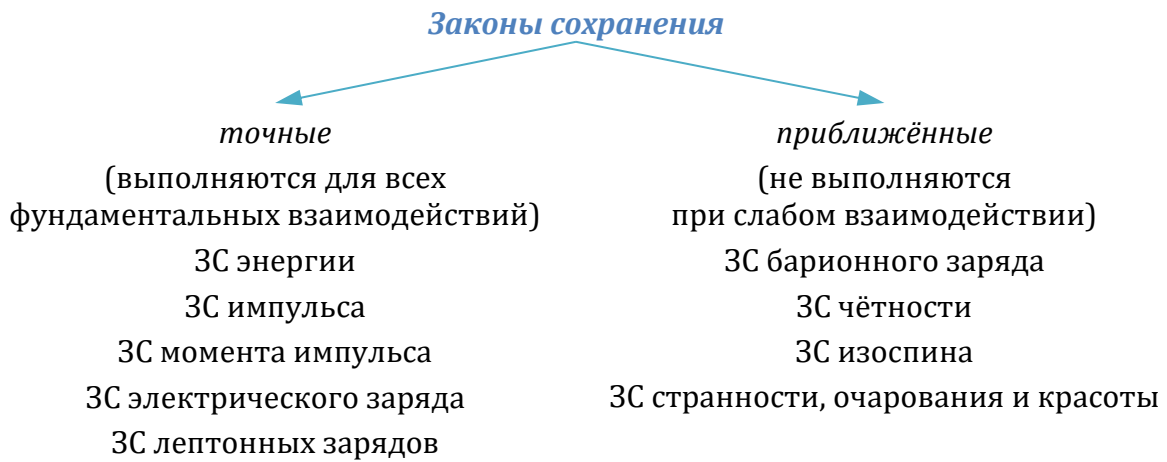 Законы сохранения
точные
(выполняются для всех
фундаментальных взаимодействий)
ЗС энергии
ЗС импульса
ЗС момента импульса
ЗС электрического заряда
ЗС лептонных зарядов
приближённые
(не выполняются
при слабом взаимодействии)
ЗС барионного заряда
ЗС чётности
ЗС изоспина
ЗС странности, очарования и красоты